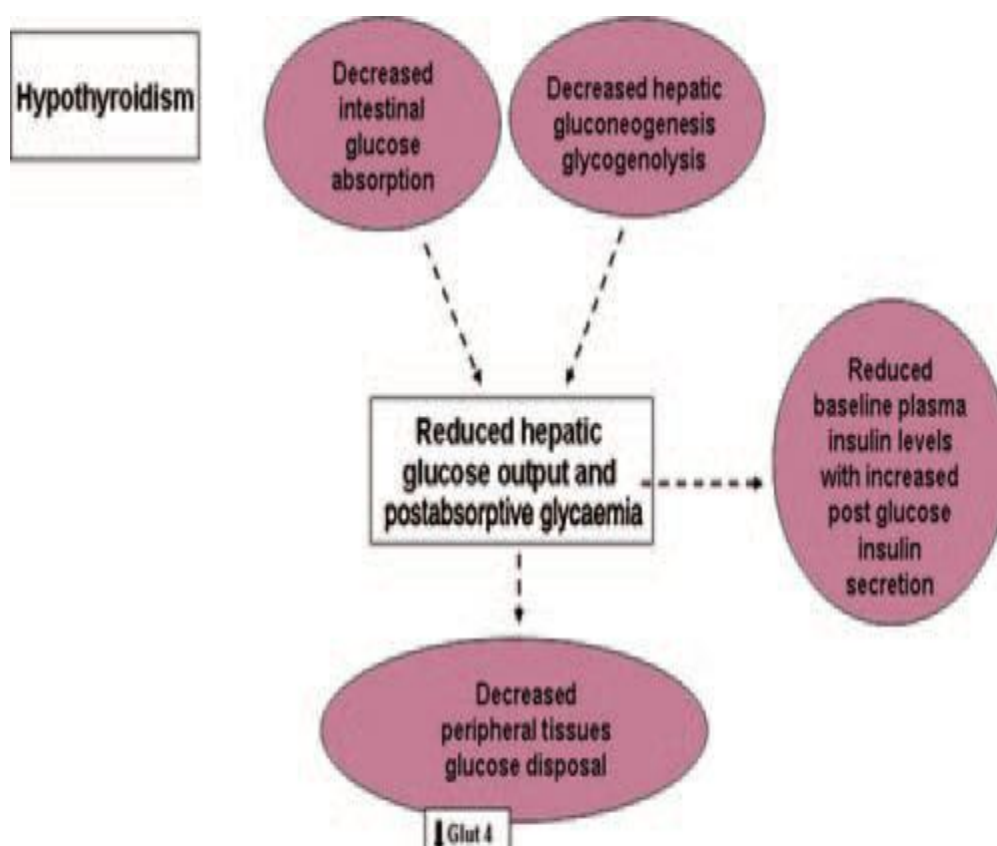 Hypothyroidism
Decreased
intestinal
glucose
absorption
Decreased hepatic
gluconeogenesis
glycogenolysis
Reduced hepatic
glucose output and
postabsorptive glycaemia
Reduced
baseline plasma
insulin levels
with increased
post glucose
insulin
secretion
Decreased
peripheral tissues
glucose disposal
Glut 4